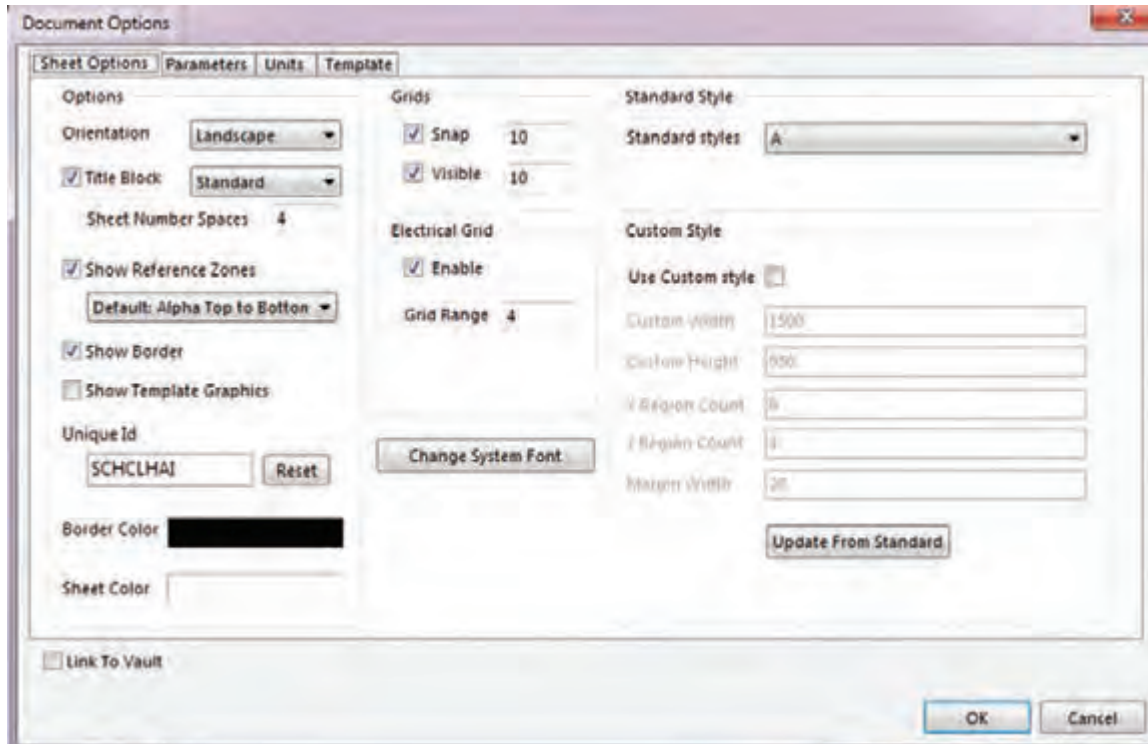 Document Options
Sheet Options Parameters Units Template
Options
Orientation Landscape
Title Block Standard
Sheet Number Spaces 4
Show Reference Zones
Default: Alpha Top to Botton
Show Border
Show Template Graphics
Unique Id
SCHCLHAI Reset
Border Color
Sheet Color
Grids
Snap 10
Visible 10
Electrical Grid
Enable
Grid Range 4
Change System Font
Standard Style
Standard styles A
Custom Style
Use Custom style
Custom Width 1500
Custom Height
Region Count
Region Count
Margin Width 20
Update From Standard
Link To Vault
OK Cancel